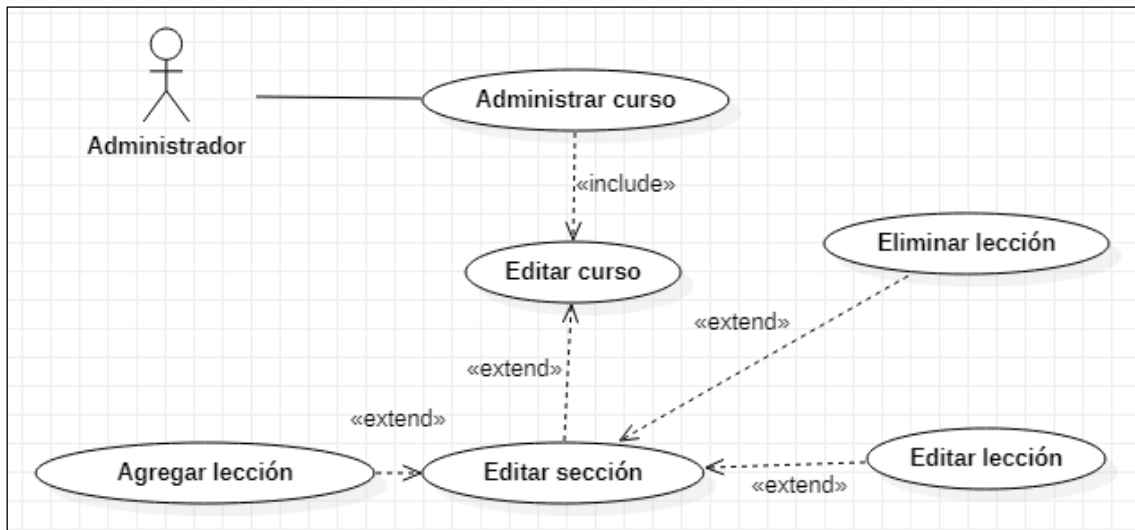 Administrar curso
Administrador
«include»
Eliminar lección
Editar curso
«extend»
«extend»
«extend»
Agregar lección
Editar sección
Editar lección
«extend»